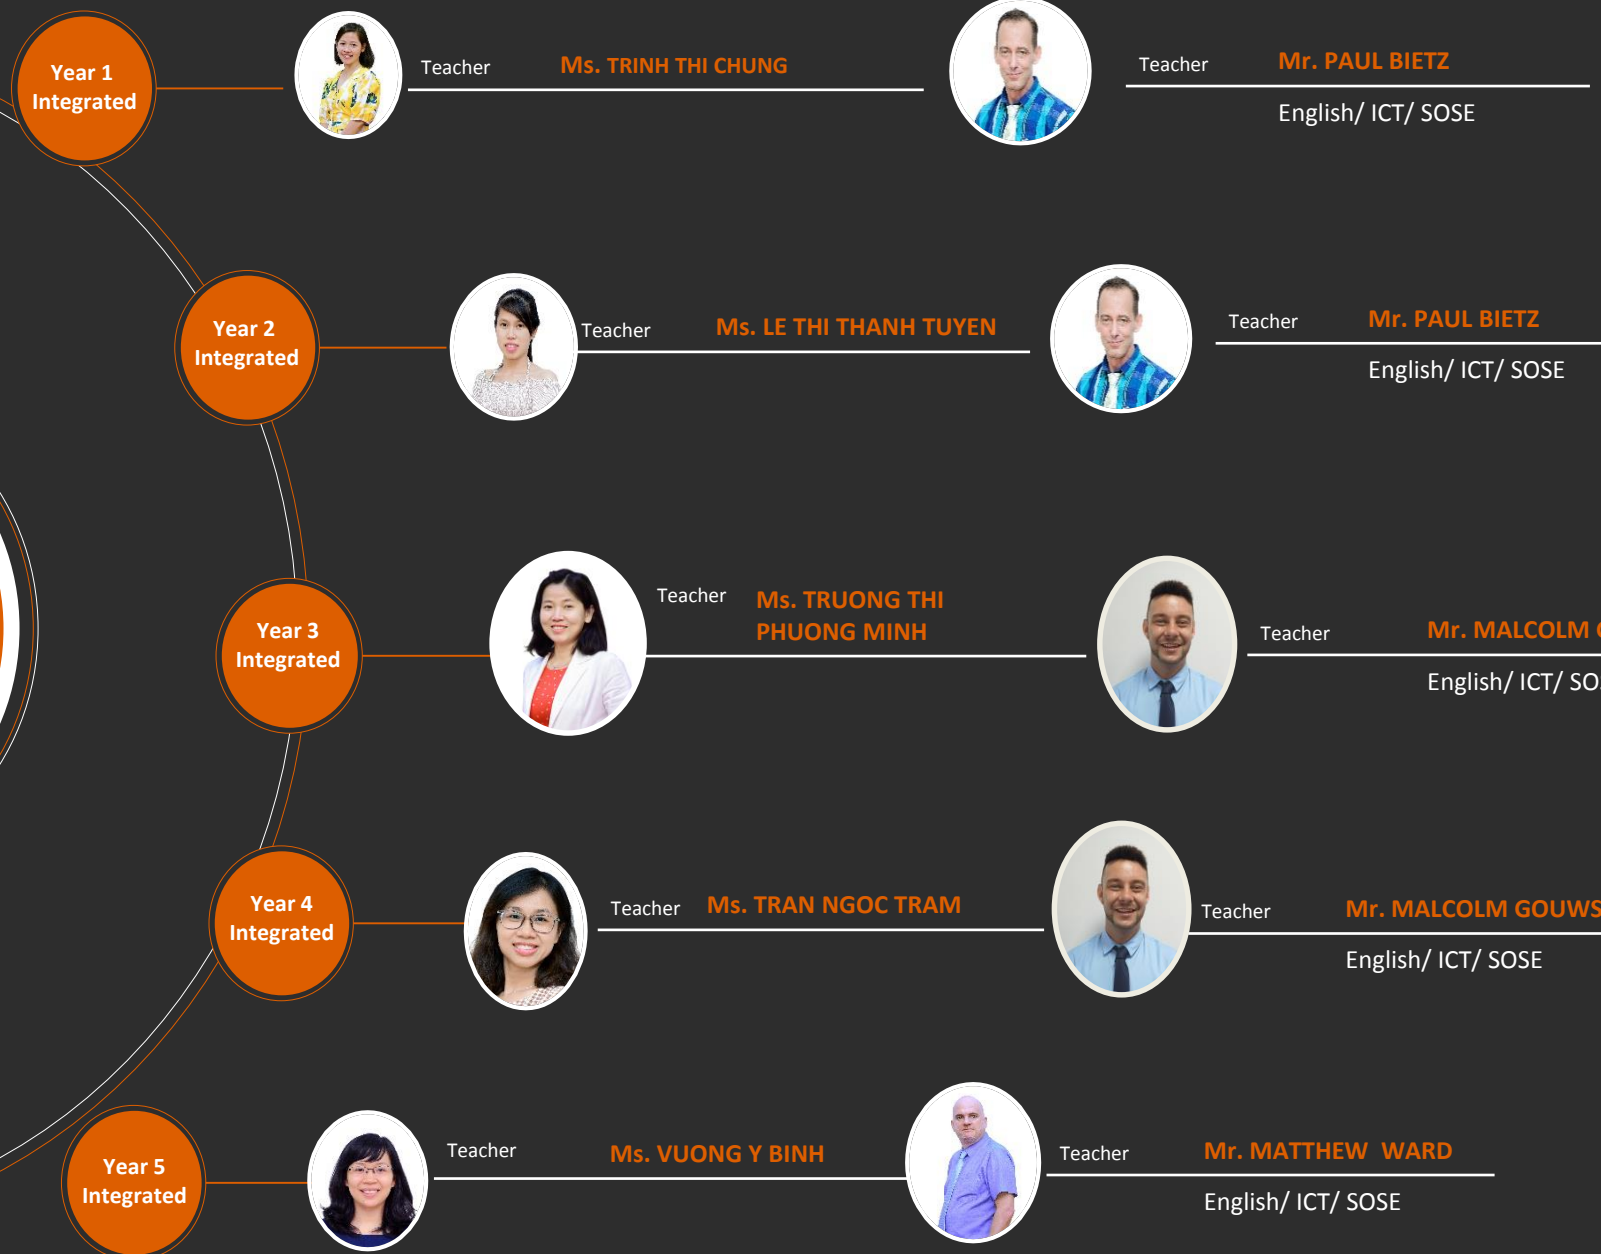 Year 1
Integrated
Teacher
Ms. TRINH THI CHUNG
Teacher
Mr. PAUL BIETZ
English/ ICT/ SOSE
Year 2
Integrated
Teacher
Ms. LE THI THANH TUYEN
Teacher
Mr. PAUL BIETZ
English/ ICT/ SOSE
Year 3
Integrated
Teacher
Ms. TRUONG THI
PHUONG MINH
Teacher
Mr. MALCOLM
English/ ICT/
Year 4
Integrated
Teacher
Ms. TRAN NGOC TRAM
Teacher
Mr. MALCOLM GOUWS
English/ ICT/ SOSE
Year 5
Integrated
Teacher
Ms. VUONG Y BINH
Teacher
Mr. MATTHEW WARD
English/ ICT/ SOSE